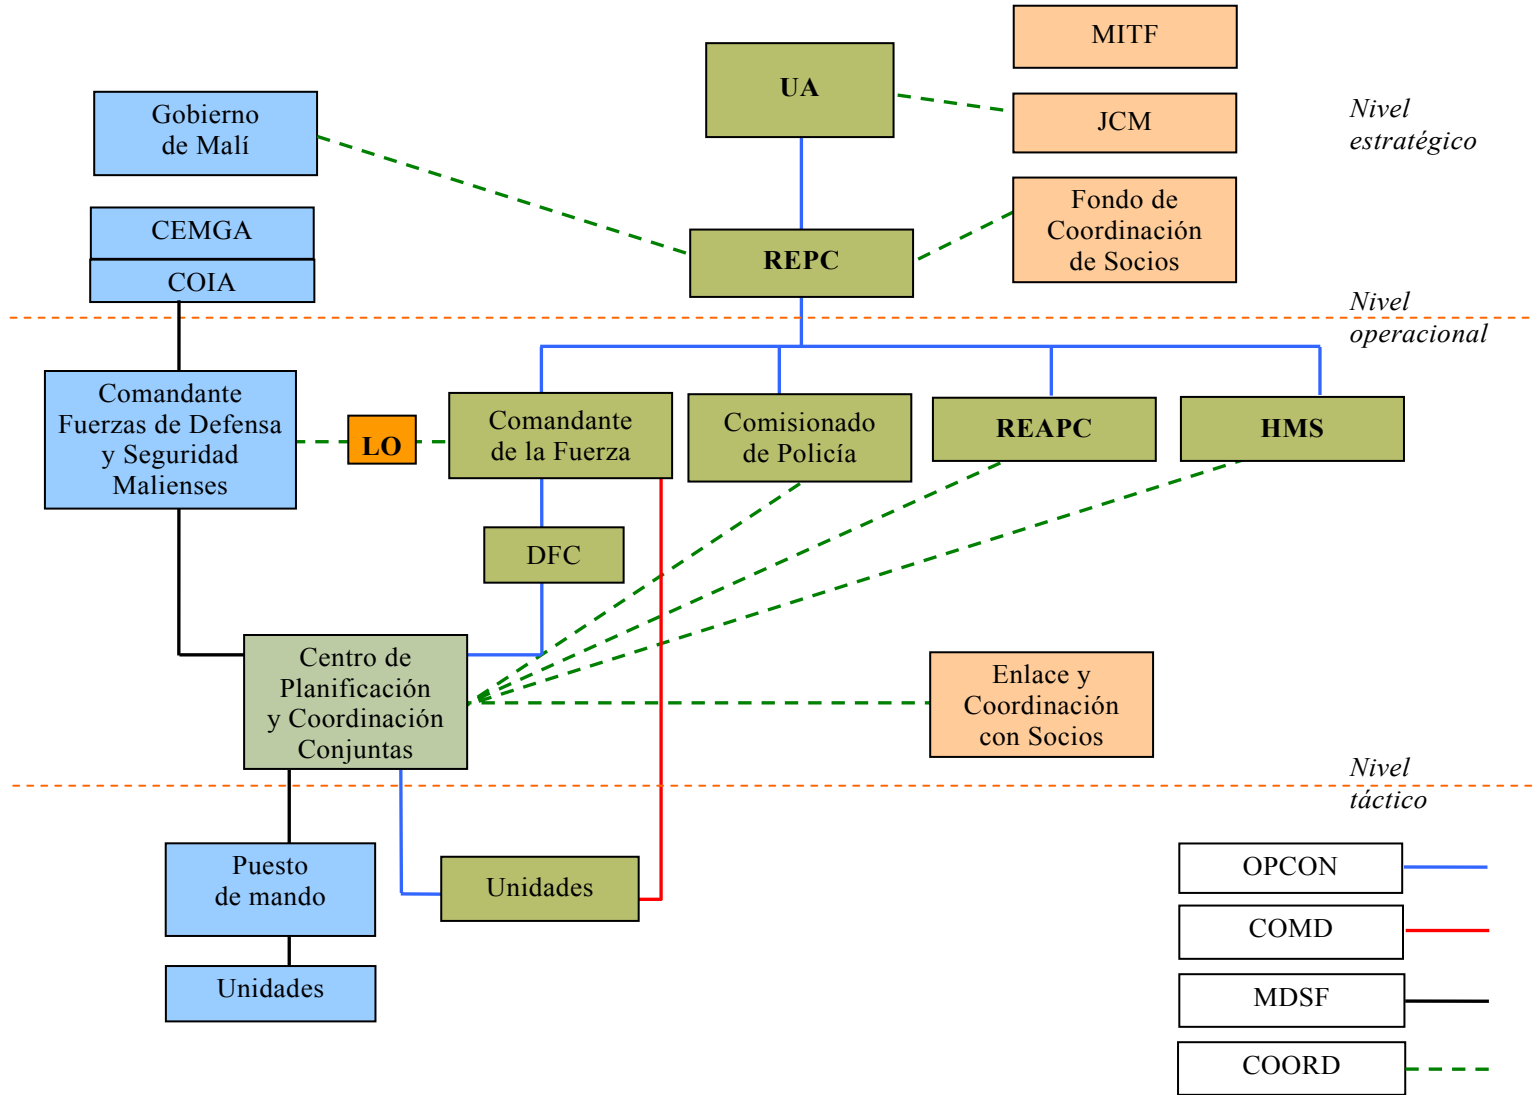 MITF
UA
Gobierno
de Malí
JCM
Nivel
estratégico
Fondo de
Coordinación
de Socios
CEMGA
COIA
REPC
Nivel
operacional
Comandante
Fuerzas de Defensa
y Seguridad
Malienses
LO
Comandante
de la Fuerza
Comisionado
de Policía
REAPC
HMS
DFC
Centro de
Planificación
y Coordinación
Conjuntas
Enlace y
Coordinación
con Socios
Nivel
táctico
Puesto
de mando
Unidades
Unidades
OPCON
COMD
MDSF
COORD